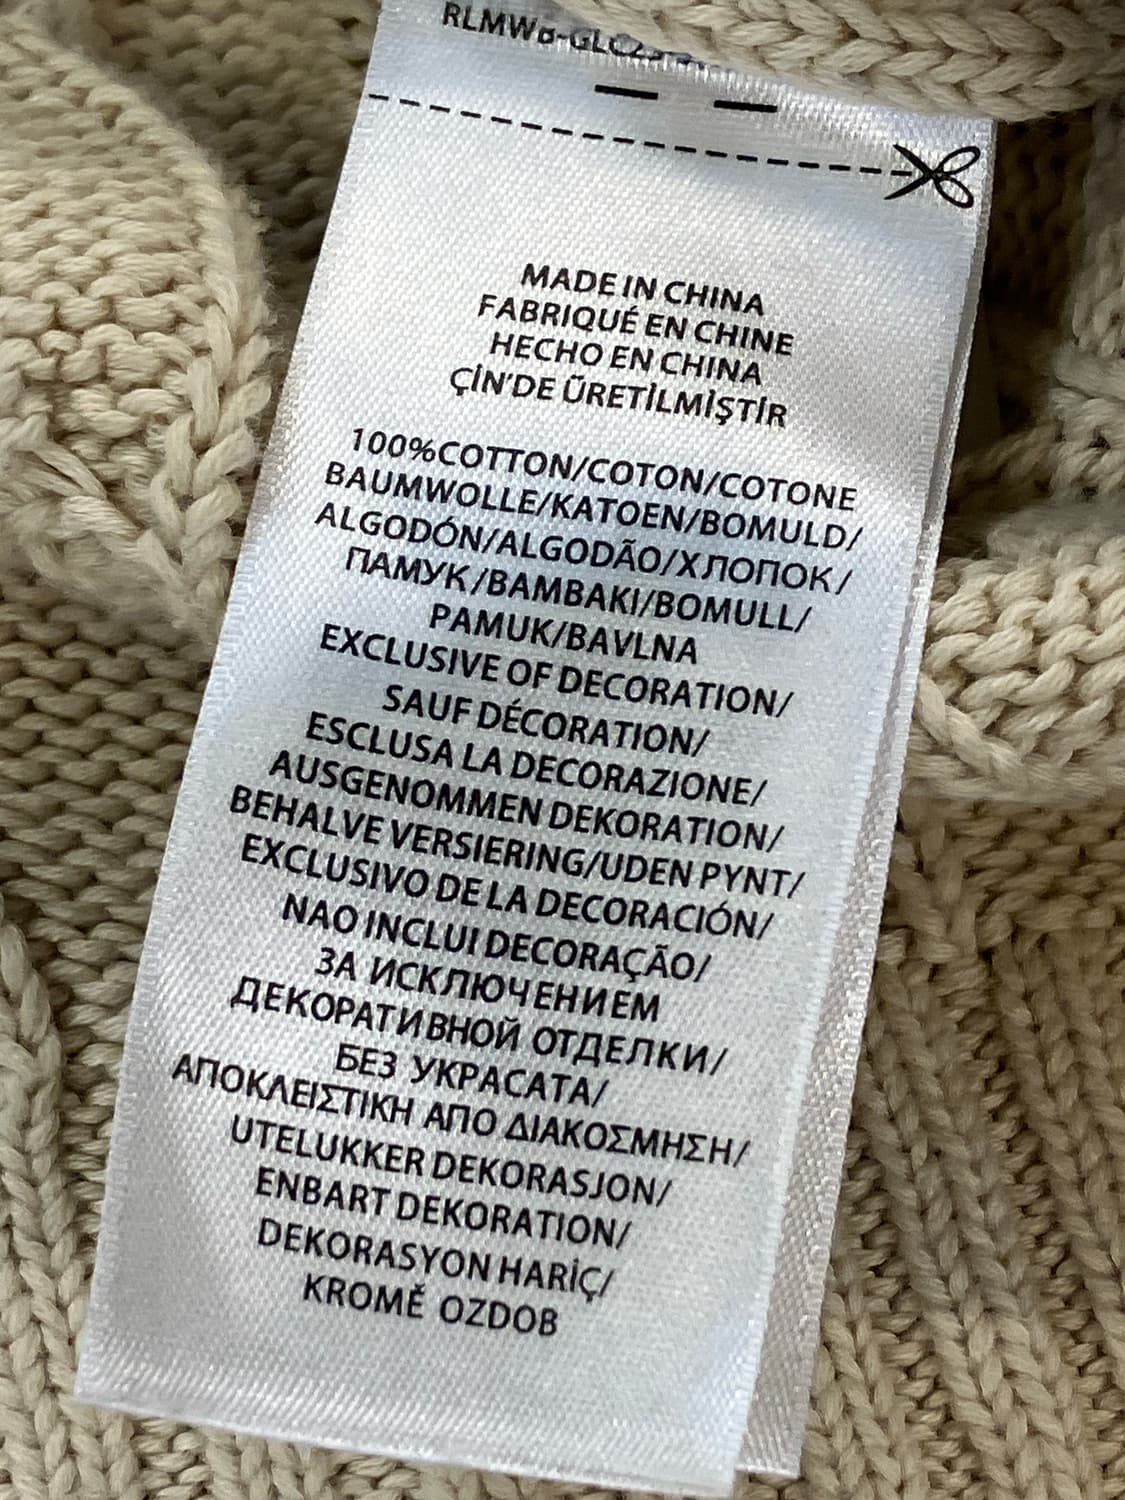 MADE IN CHINA
FABRIQUÉ EN CHINE
HECHO EN CHINA
ÇİN'DE ÜRETİLMİŞTİR
100%COTTON/COTON/COTONE
BAUMWOLLE/KATOEN/BOMULD/
ALGODÓN/ALGODÃO/ХЛОПОК/
ПАМУК/BAMBAKI/BOMULL/
PAMUK/BAVLNA
EXCLUSIVE OF DECORATION/
SAUF DÉCORATION/
ESCLUSA LA DECORAZIONE/
AUSGENOMMEN DEKORATION/
BEHALVE VERSIERING/UDEN PYNT/
EXCLUSIVO DE LA DECORACIÓN/
NAO INCLUI DECORAÇÃO/
ЗА ИСКЛЮЧЕНИЕМ
ДЕКОРАТИВНОЙ ОТДЕЛКИ/
БЕЗ УКРАСАТА/
ΑΠΟΚΛΕΙΣΤΙΚΗ ΑΠΟ ΔΙΑΚΟΣΜΗΣΗ/
UTELUKKER DEKORASJON/
ENBART DEKORATION/
DEKORASYON HARİÇ/
KROMĚ OZDOB